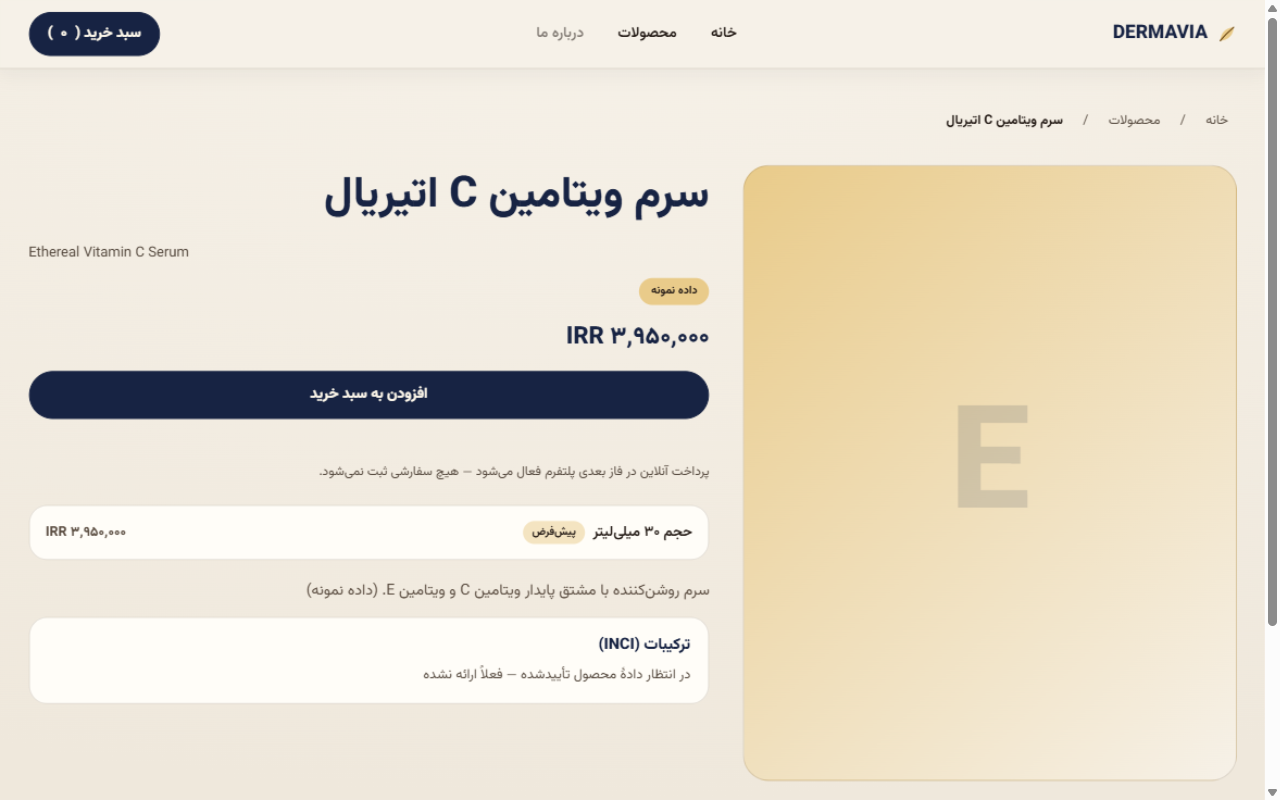 DERMAVIA
خانه محصولات درباره ما
سبد خرید ( ۰ )
خانه / محصولات / سرم ویتامین C اتیریال
E
سرم ویتامین C اتیریال
Ethereal Vitamin C Serum
داده نمونه
۳,۹۵۰,۰۰۰ IRR
افزودن به سبد خرید
پرداخت آنلاین در فاز بعدی پلتفرم فعال می‌شود — هیچ سفارشی ثبت نمی‌شود.
حجم ۳۰ میلی‌لیتر پیش‌فرض ۳,۹۵۰,۰۰۰ IRR
سرم روشن‌کننده با مشتق پایدار ویتامین C و ویتامین E. (داده نمونه)
ترکیبات (INCI)
در انتظار دادهٔ محصول تأییدشده — فعلاً ارائه نشده